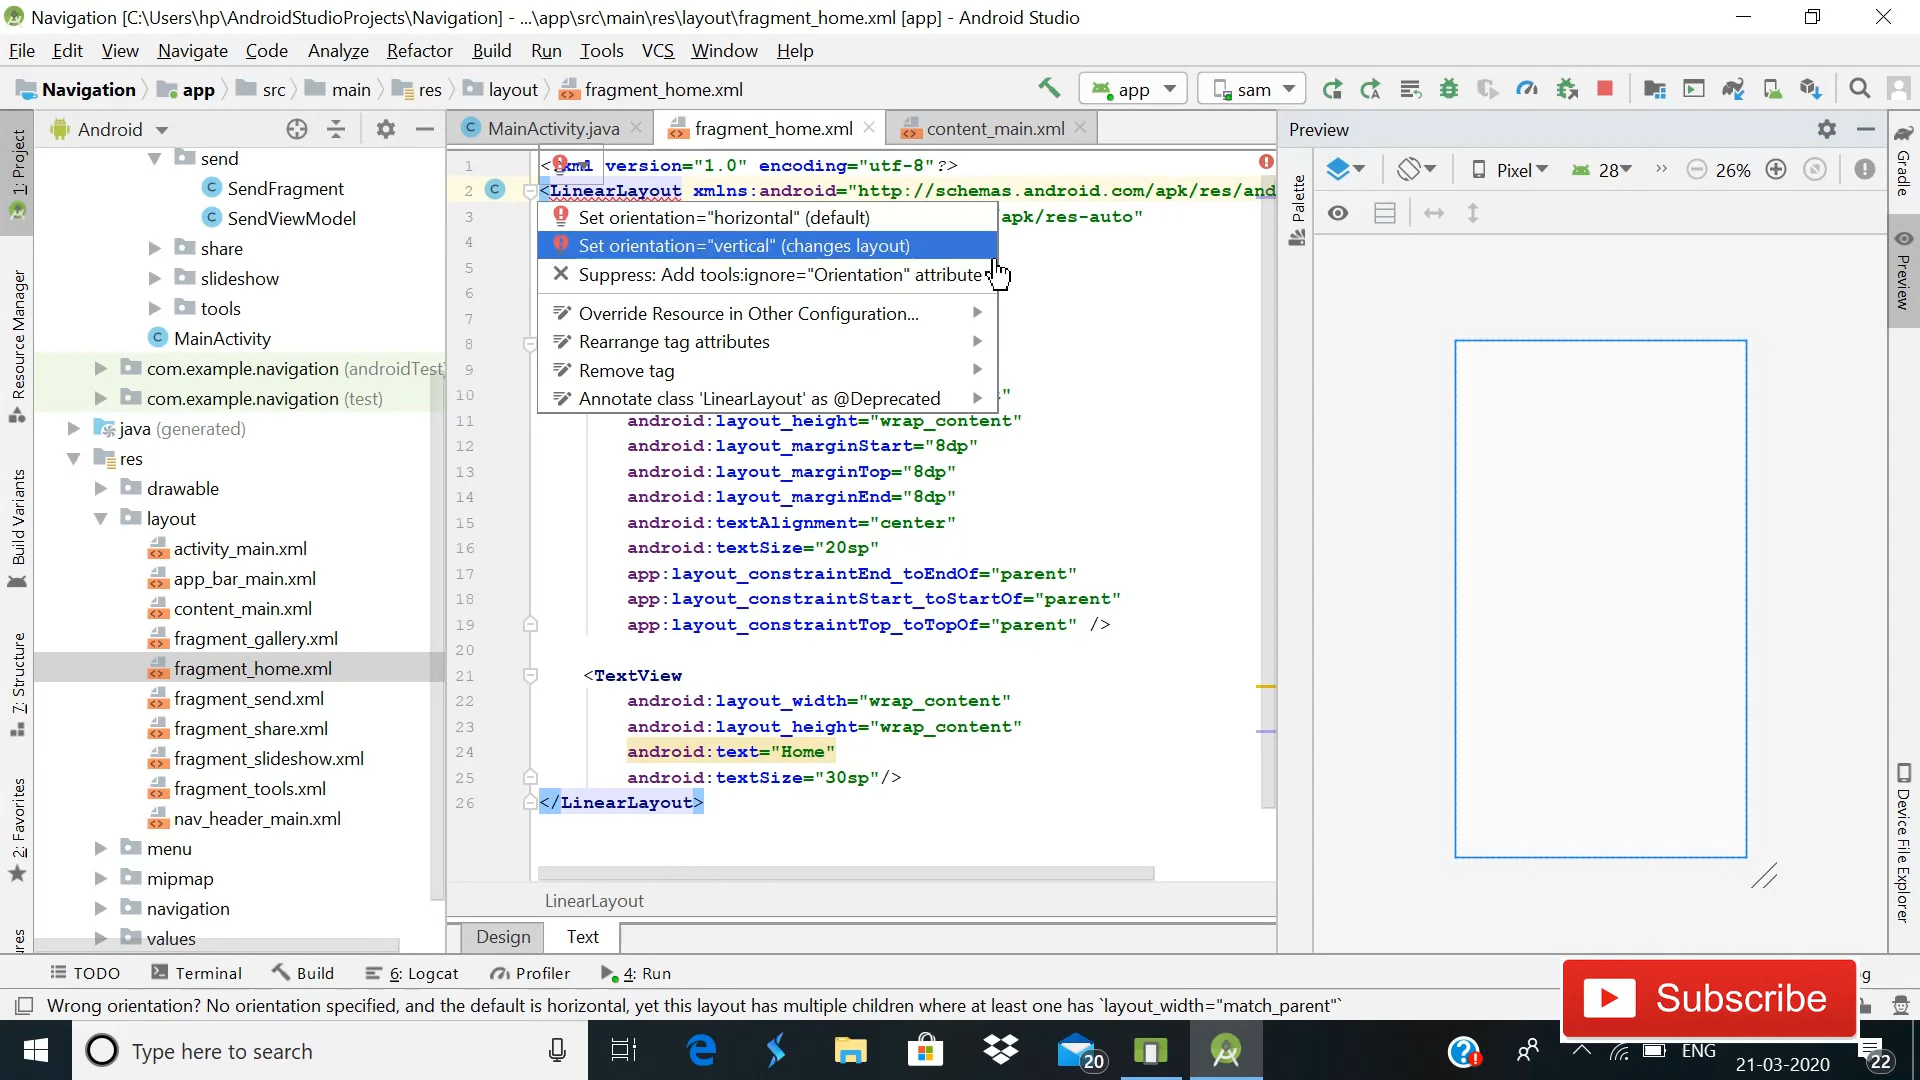 Navigation [C:\Users\hp\AndroidStudioProjects\Navigation] - ...\app\src\main\res\layout\fragment_home.xml [app] - Android Studio
File Edit View Navigate Code Analyze Refactor Build Run Tools VCS Window Help
Navigation app src main res layout fragment_home.xml app sam
Android
MainActivity.java fragment_home.xml content_main.xml
Preview
1: Project
Resource Manager
Build Variants
7: Structure
2: Favorites
send
SendFragment
SendViewModel
share
slideshow
tools
MainActivity
com.example.navigation (androidTest)
com.example.navigation (test)
java (generated)
res
drawable
layout
activity_main.xml
app_bar_main.xml
content_main.xml
fragment_gallery.xml
fragment_home.xml
fragment_send.xml
fragment_share.xml
fragment_slideshow.xml
fragment_tools.xml
nav_header_main.xml
menu
mipmap
navigation
values
1 <?xml version="1.0" encoding="utf-8"?>
2 <LinearLayout xmlns:android="http://schemas.android.com/apk/res/and
3 apk/res-auto"
4
5
6
7
8
9
10 "
11 android:layout_height="wrap_content"
12 android:layout_marginStart="8dp"
13 android:layout_marginTop="8dp"
14 android:layout_marginEnd="8dp"
15 android:textAlignment="center"
16 android:textSize="20sp"
17 app:layout_constraintEnd_toEndOf="parent"
18 app:layout_constraintStart_toStartOf="parent"
19 app:layout_constraintTop_toTopOf="parent" />
20
21 <TextView
22 android:layout_width="wrap_content"
23 android:layout_height="wrap_content"
24 android:text="Home"
25 android:textSize="30sp"/>
26 </LinearLayout>
Set orientation="horizontal" (default)
Set orientation="vertical" (changes layout)
Suppress: Add tools:ignore="Orientation" attribute
Override Resource in Other Configuration...
Rearrange tag attributes
Remove tag
Annotate class 'LinearLayout' as @Deprecated
LinearLayout
Design Text
Palette
Pixel 28 » 26%
Gradle
Preview
Device File Explorer
TODO Terminal Build 6: Logcat Profiler 4: Run
Wrong orientation? No orientation specified, and the default is horizontal, yet this layout has multiple children where at least one has `layout_width="match_parent"`
Subscribe
Type here to search
20
ENG
21-03-2020
22